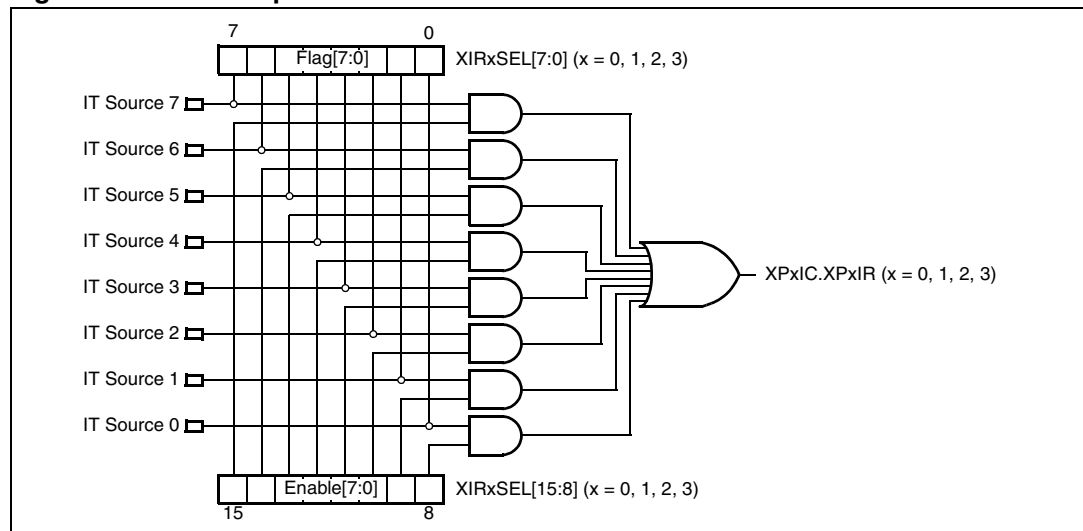 7 0
Flag[7:0] XIRxSEL[7:0] (x = 0, 1, 2, 3)
IT Source 7
IT Source 6
IT Source 5
IT Source 4
IT Source 3
IT Source 2
IT Source 1
IT Source 0
XPxIC.XPxIR (x = 0, 1, 2, 3)
Enable[7:0] XIRxSEL[15:8] (x = 0, 1, 2, 3)
15 8